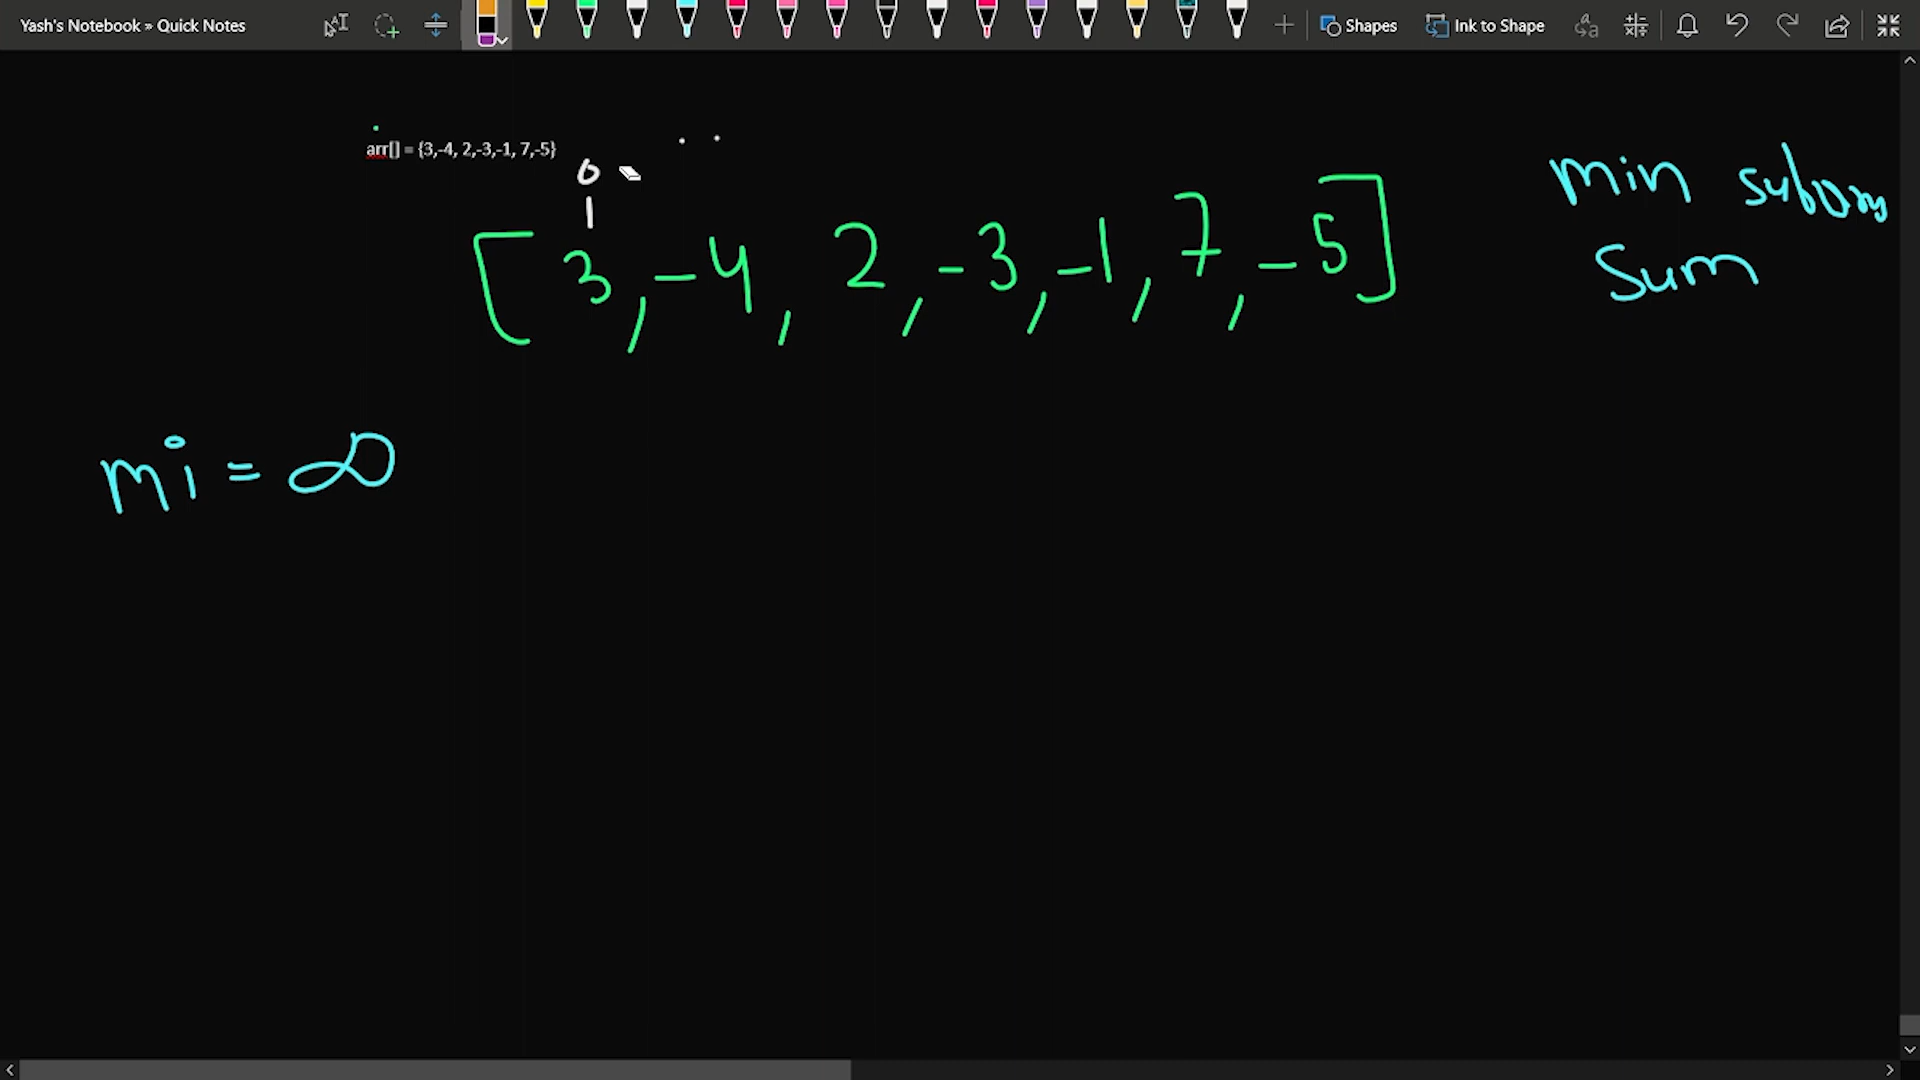 Yash's Notebook » Quick Notes
Shapes
Ink to Shape
arr[] = {3,-4, 2,-3,-1, 7,-5}
0
1
[3, -4, 2, -3, -1, 7, -5]
min
sum
mi = ∞